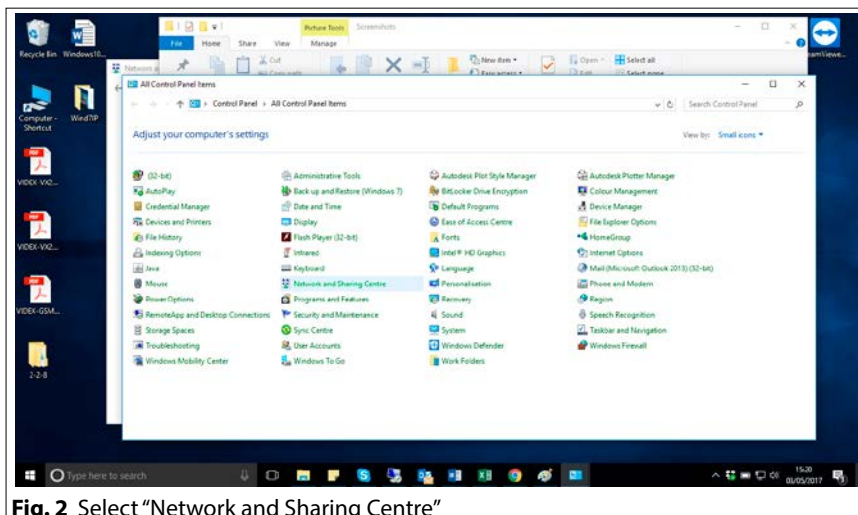 Recycle Bin Windows10...
Picture Tools Screenshots
File Home Share View Manage
Cut
New item
Open
Select all
Computer - Shortcut
Wind7IP
VIDEX-VX2...
VIDEX-VX2...
VIDEX-GSM...
2-2-8
All Control Panel Items
Control Panel All Control Panel Items
Search Control Panel
Adjust your computer's settings
View by: Small icons
(32-bit) Administrative Tools Autodesk Plot Style Manager Autodesk Plotter Manager
AutoPlay Back up and Restore (Windows 7) BitLocker Drive Encryption Colour Management
Credential Manager Date and Time Default Programs Device Manager
Devices and Printers Display Ease of Access Centre File Explorer Options
File History Flash Player (32-bit) Fonts HomeGroup
Indexing Options Infrared Intel® HD Graphics Internet Options
Java Keyboard Language Mail (Microsoft Outlook 2013) (32-bit)
Mouse Network and Sharing Centre Personalisation Phone and Modem
Power Options Programs and Features Recovery Region
RemoteApp and Desktop Connections Security and Maintenance Sound Speech Recognition
Storage Spaces Sync Centre System Taskbar and Navigation
Troubleshooting User Accounts Windows Defender Windows Firewall
Windows Mobility Center Windows To Go Work Folders
Type here to search
15:20
03/05/2017
Fig. 2 Select "Network and Sharing Centre"